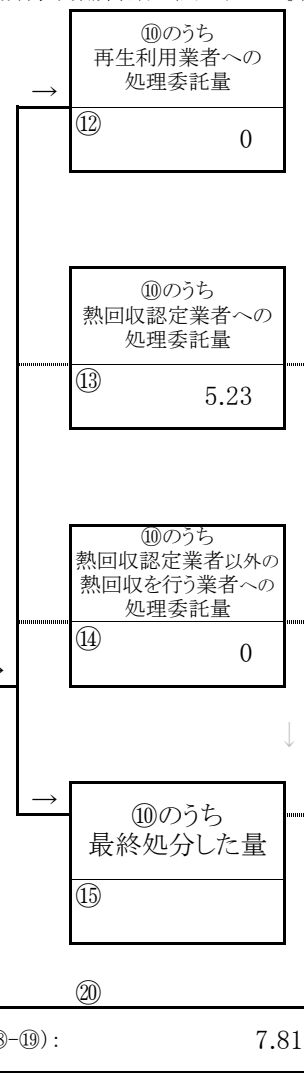 →
⑩のうち
再生利用業者への
処理委託量
⑫
0
⑩のうち
熱回収認定業者への
処理委託量
⑬
5.23
⑩のうち
熱回収認定業者以外の
熱回収を行う業者への
処理委託量
⑭
0
↓
→
⑩のうち
最終処分した量
⑮
⑳
-⑲)：
7.81